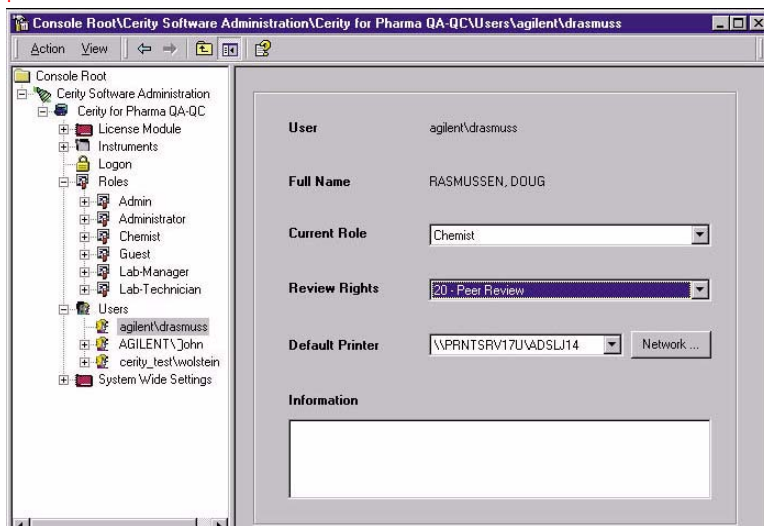 Console Root\Cerity Software Administration\Cerity for Pharma QA-QC\Users\agilent\drasmuss
Action View
Console Root
Cerity Software Administration
Cerity for Pharma QA-QC
License Module
Instruments
Logon
Roles
Admin
Administrator
Chemist
Guest
Lab-Manager
Lab-Technician
Users
agilent\drasmuss
AGILENT\]ohn
cerity_test\wolstein
System Wide Settings
User agilent\drasmuss
Full Name RASMUSSEN, DOUG
Current Role Chemist
Review Rights 20 - Peer Review
Default Printer \\PRNTSRV17U\ADSLJ14 Network ...
Information